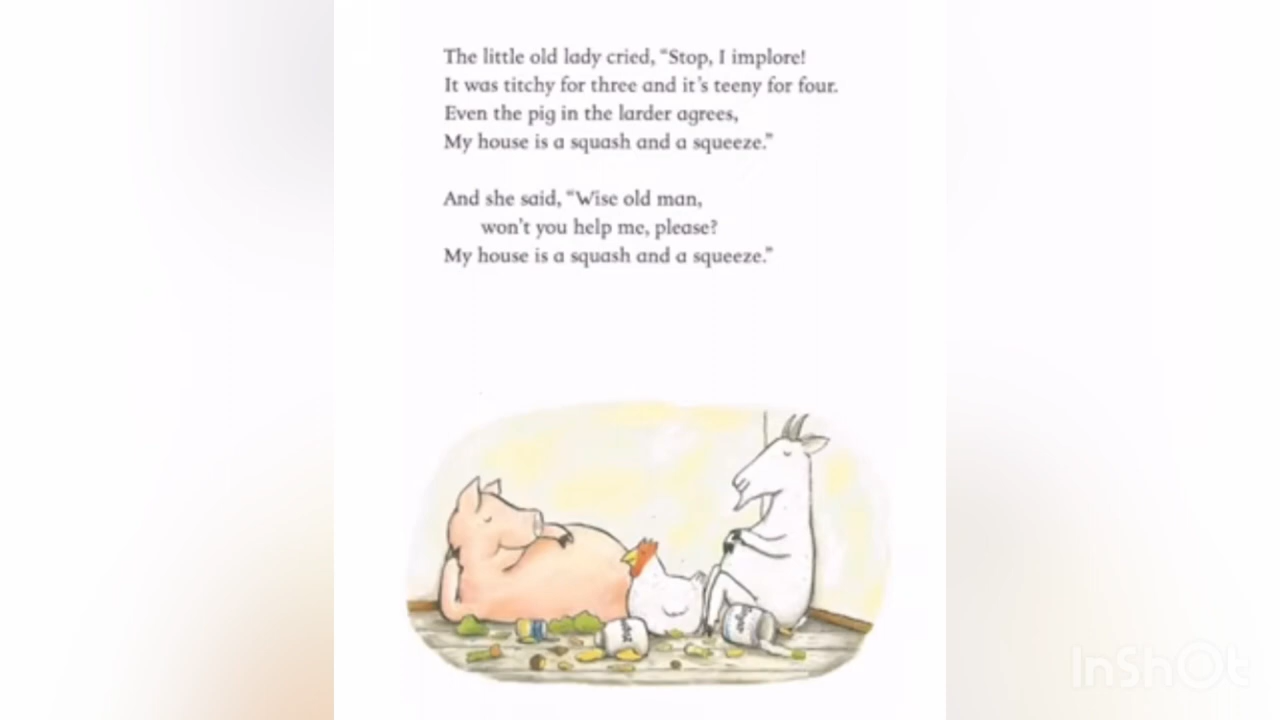 The little old lady cried, “Stop, I implore!
It was titchy for three and it’s teeny for four.
Even the pig in the larder agrees,
My house is a squash and a squeeze.”
And she said, “Wise old man,
won’t you help me, please?
My house is a squash and a squeeze.”
InShOt